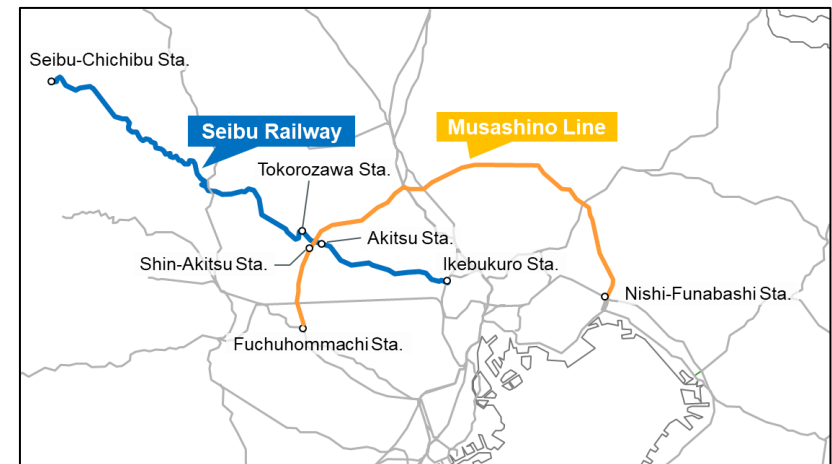 Seibu-Chichibu Sta.
Seibu Railway
Musashino Line
Tokorozawa Sta.
Akitsu Sta.
Shin-Akitsu Sta.
Ikebukuro Sta.
Nishi-Funabashi Sta.
Fuchuhommachi Sta.